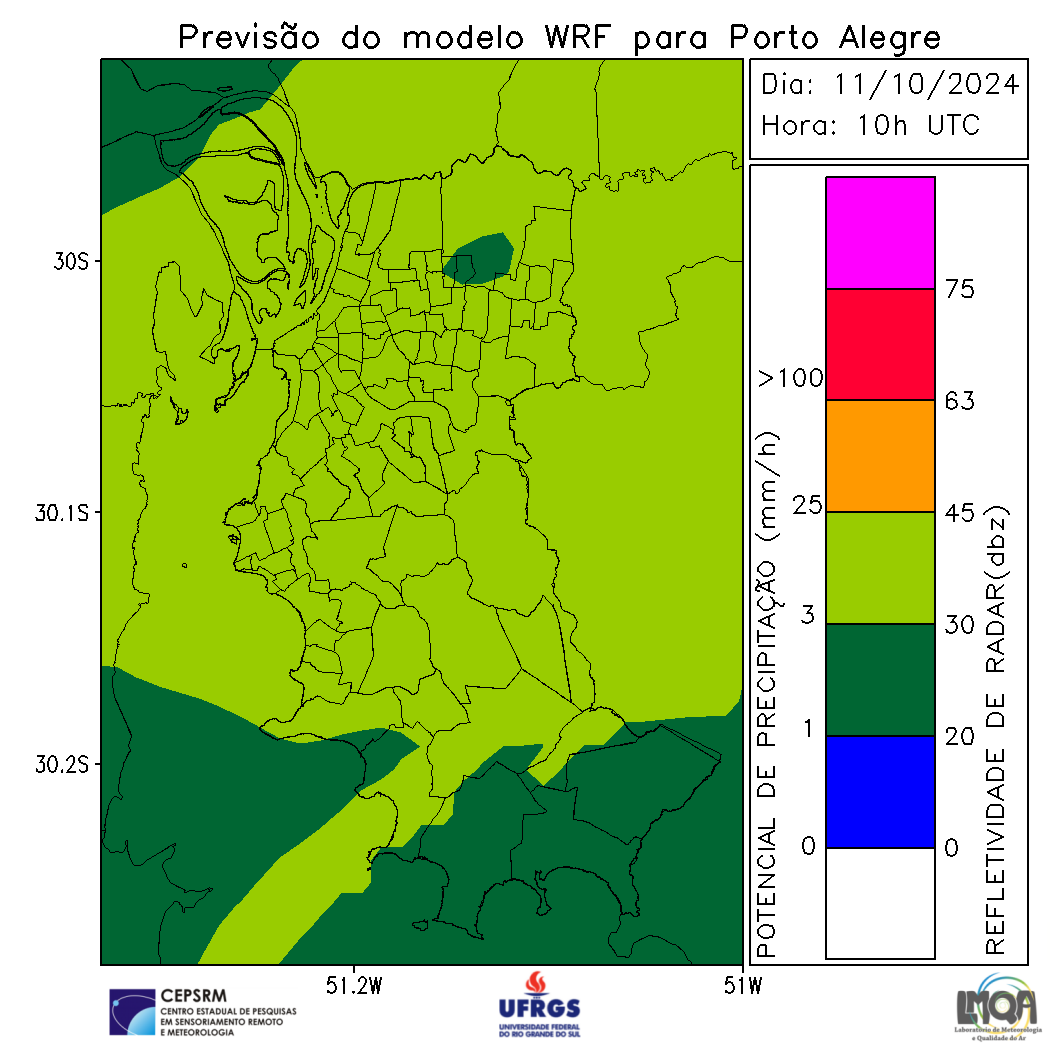 Previsão do modelo WRF para Porto Alegre
Dia: 11/10/2024
Hora: 10h UTC
30S
30.1S
30.2S
51.2W
51W
POTENCIAL DE PRECIPITAÇÃO (mm/h)
>100
25
3
1
0
75
63
45
30
20
0
REFLETIVIDADE DE RADAR(dbz)
CEPSRM
CENTRO ESTADUAL DE PESQUISAS
EM SENSORIAMENTO REMOTO
E METEOROLOGIA
UFRGS
UNIVERSIDADE FEDERAL
DO RIO GRANDE DO SUL
LMQA
Laboratório de Meteorologia
e Qualidade do Ar